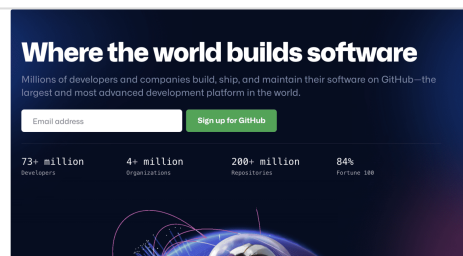 Where the world builds software
Millions of developers and companies build, ship, and maintain their software on GitHub—the
largest and most advanced development platform in the world.
Email address
Sign up for GitHub
73+ million
Developers
4+ million
Organizations
200+ million
Repositories
84%
Fortune 100